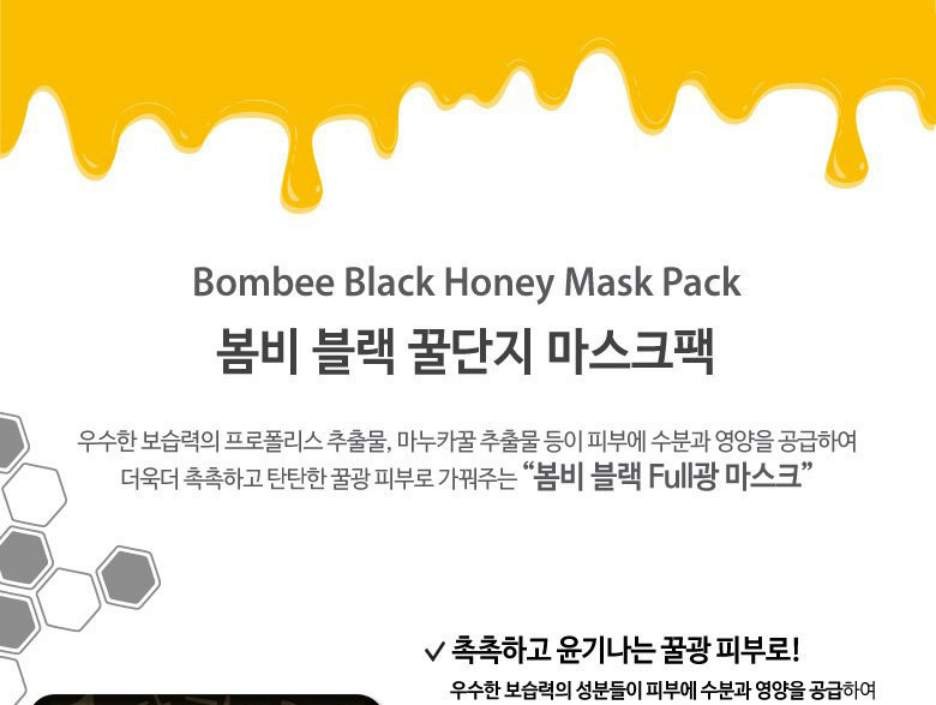 Bombee Black Honey Mask Pack
봄비 블랙 꿀단지 마스크팩
우수한 보습력의 프로폴리스 추출물, 마누카꿀 추출물 등이 피부에 수분과 영양을 공급하여
더욱더 촉촉하고 탄탄한 꿀광 피부로 가꿔주는 “봄비 블랙 Full광 마스크”
✓ 촉촉하고 윤기나는 꿀광 피부로!
우수한 보습력의 성분들이 피부에 수분과 영양을 공급하여